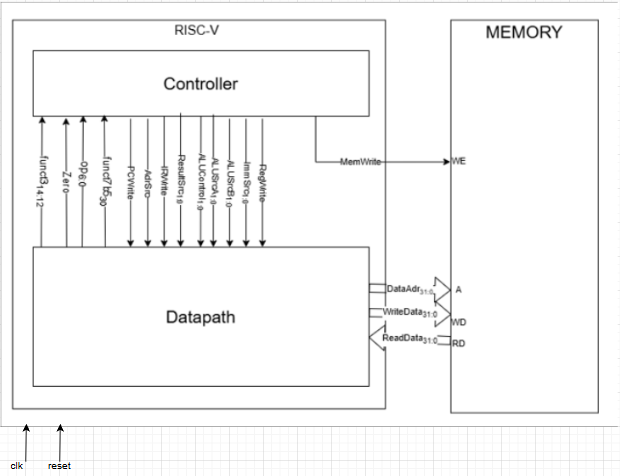 RISC-V
MEMORY
Controller
funct3 14:12
Zero
op 6:0
funct7b5 30
PCWrite
AdrSrc
IRWrite
ResultSrc 1:0
ALUControl 1:0
ALUSrcA 1:0
ALUSrcB 1:0
ImmSrc 1:0
RegWrite
MemWrite
WE
Datapath
DataAdr 31:0
A
WriteData 31:0
WD
ReadData 31:0
RD
clk
reset